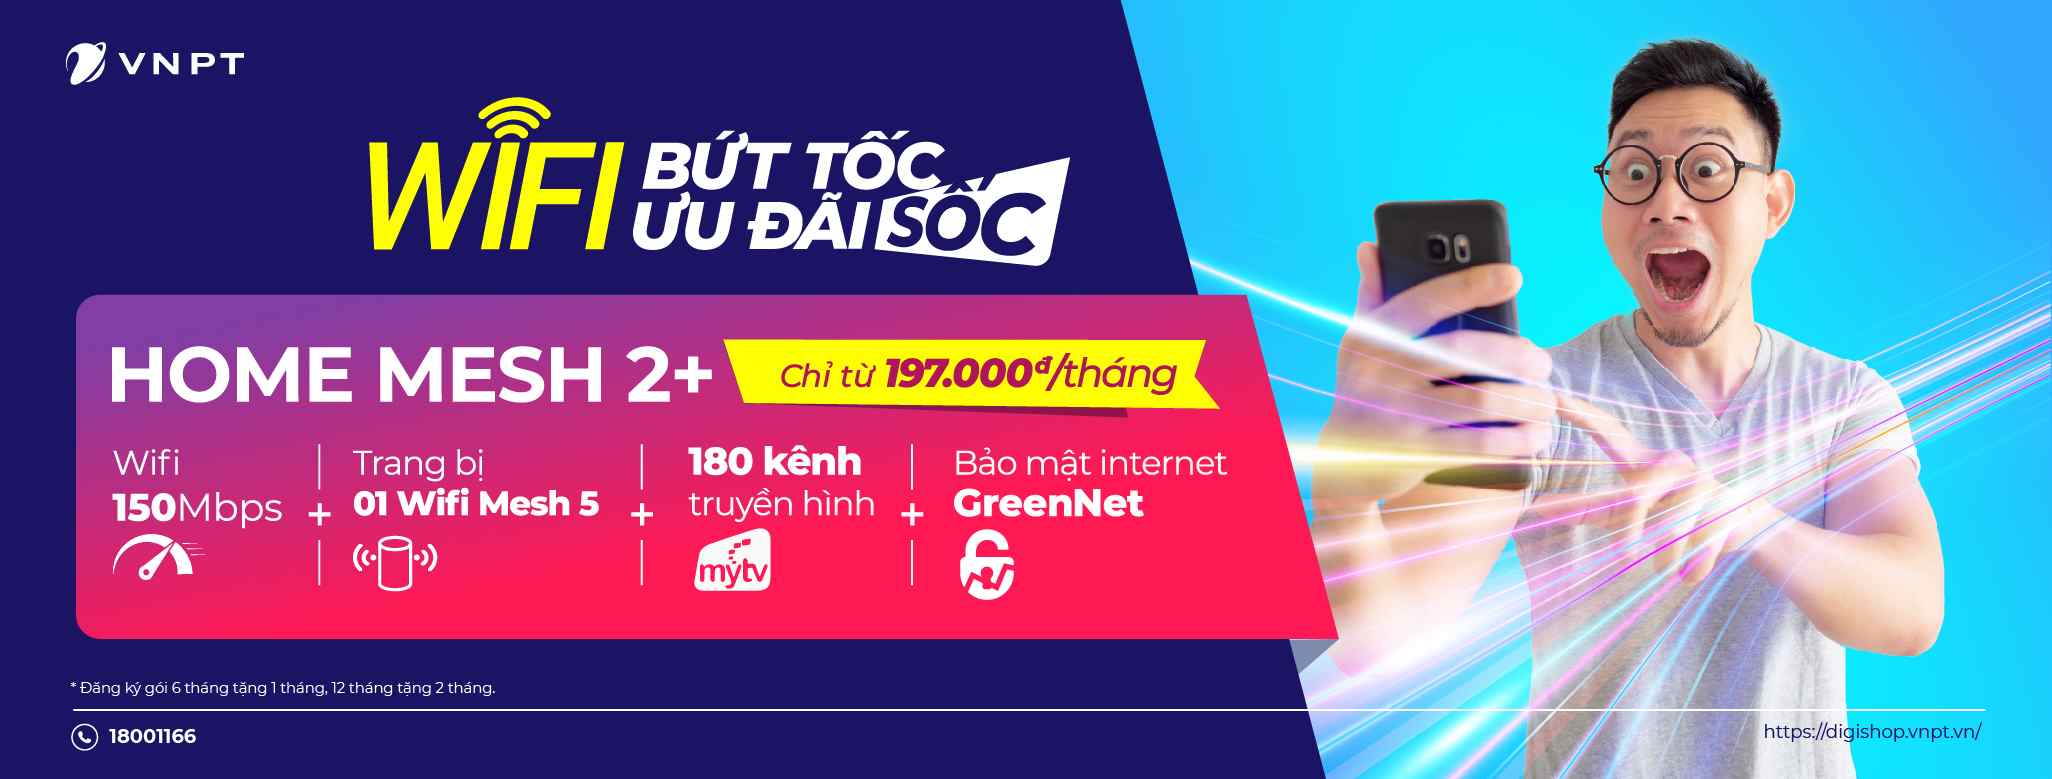 VNPT
WIFI BỨT TỐC
ƯU ĐÃI SỐC
HOME MESH 2+
Chỉ từ 197.000đ/tháng
Wifi
150Mbps
+
Trang bị
01 Wifi Mesh 5
+
180 kênh
truyền hình
mytv
+
Bảo mật internet
GreenNet
* Đăng ký gói 6 tháng tặng 1 tháng, 12 tháng tặng 2 tháng.
18001166
https://digishop.vnpt.vn/